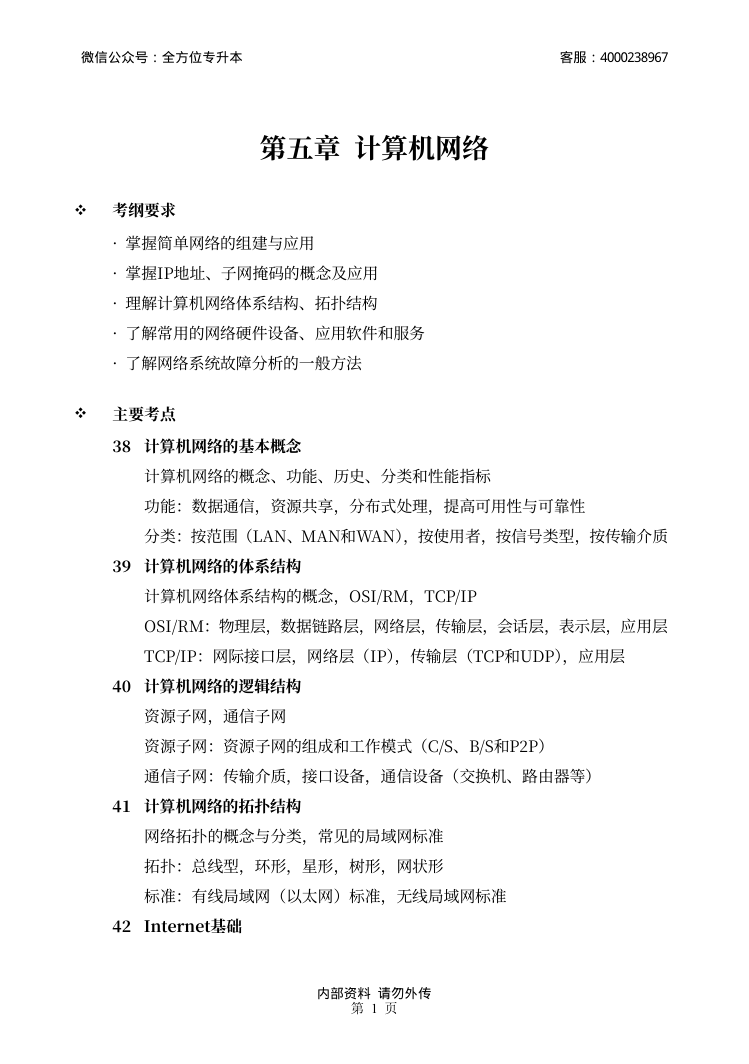 微信公众号：全方位专升本
客服：4000238967
第五章 计算机网络
❖ 考纲要求
· 掌握简单网络的组建与应用
· 掌握IP地址、子网掩码的概念及应用
· 理解计算机网络体系结构、拓扑结构
· 了解常用的网络硬件设备、应用软件和服务
· 了解网络系统故障分析的一般方法
❖ 主要考点
38 计算机网络的基本概念
计算机网络的概念、功能、历史、分类和性能指标
功能：数据通信，资源共享，分布式处理，提高可用性与可靠性
分类：按范围（LAN、MAN和WAN），按使用者，按信号类型，按传输介质
39 计算机网络的体系结构
计算机网络体系结构的概念，OSI/RM，TCP/IP
OSI/RM：物理层，数据链路层，网络层，传输层，会话层，表示层，应用层
TCP/IP：网际接口层，网络层（IP），传输层（TCP和UDP），应用层
40 计算机网络的逻辑结构
资源子网，通信子网
资源子网：资源子网的组成和工作模式（C/S、B/S和P2P）
通信子网：传输介质，接口设备，通信设备（交换机、路由器等）
41 计算机网络的拓扑结构
网络拓扑的概念与分类，常见的局域网标准
拓扑：总线型，环形，星形，树形，网状形
标准：有线局域网（以太网）标准，无线局域网标准
42 Internet基础
内部资料 请勿外传
第 1 页